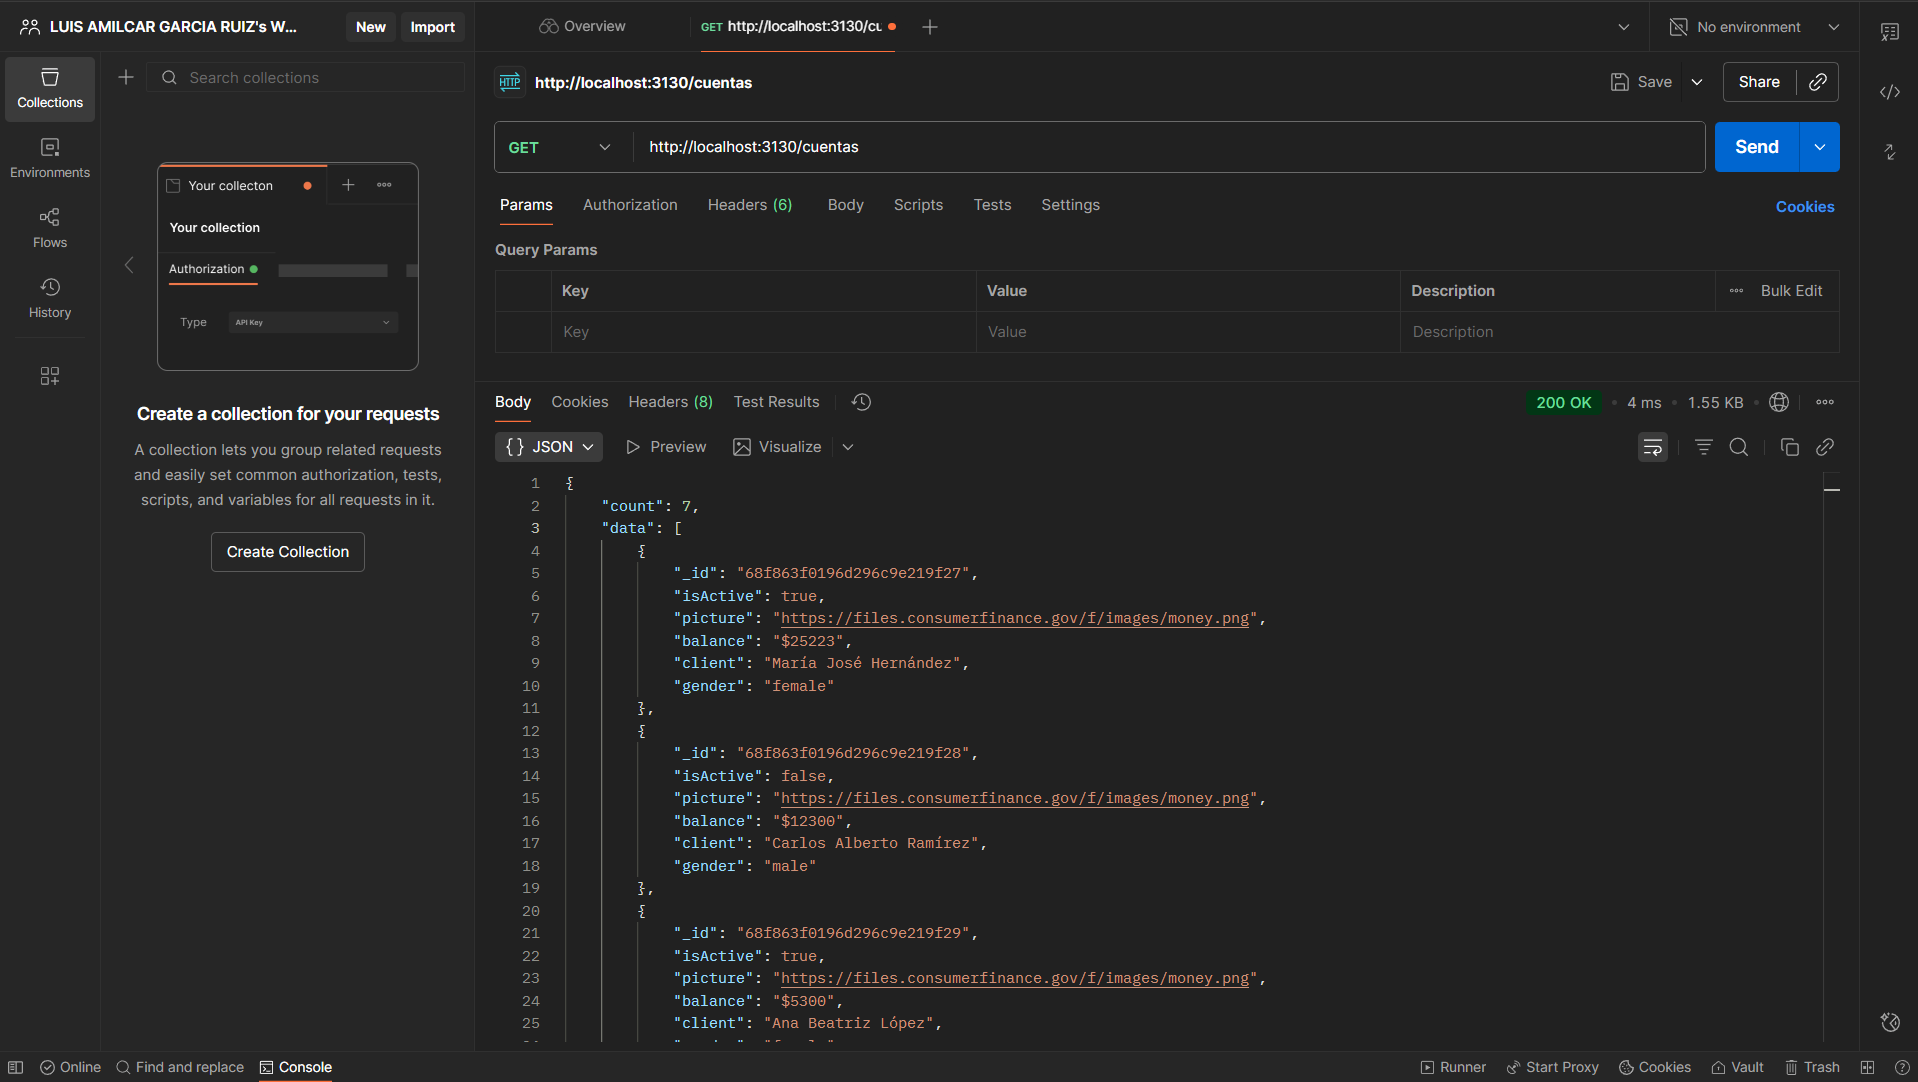 LUIS AMILCAR GARCIA RUIZ's W...
New
Import
Overview
GET http://localhost:3130/cu
No environment
Collections
Environments
Flows
History
Search collections
Your collecton
Your collection
Authorization
Type
API Key
Create a collection for your requests
A collection lets you group related requests
and easily set common authorization, tests,
scripts, and variables for all requests in it.
Create Collection
HTTP http://localhost:3130/cuentas
Save
Share
GET
http://localhost:3130/cuentas
Send
Params
Authorization
Headers (6)
Body
Scripts
Tests
Settings
Cookies
Query Params
Key
Value
Description
Bulk Edit
Key
Value
Description
Body
Cookies
Headers (8)
Test Results
200 OK
4 ms
1.55 KB
{} JSON
Preview
Visualize
1 {
2 "count": 7,
3 "data": [
4 {
5 "_id": "68f863f0196d296c9e219f27",
6 "isActive": true,
7 "picture": "https://files.consumerfinance.gov/f/images/money.png",
8 "balance": "$25223",
9 "client": "María José Hernández",
10 "gender": "female"
11 },
12 {
13 "_id": "68f863f0196d296c9e219f28",
14 "isActive": false,
15 "picture": "https://files.consumerfinance.gov/f/images/money.png",
16 "balance": "$12300",
17 "client": "Carlos Alberto Ramírez",
18 "gender": "male"
19 },
20 {
21 "_id": "68f863f0196d296c9e219f29",
22 "isActive": true,
23 "picture": "https://files.consumerfinance.gov/f/images/money.png",
24 "balance": "$5300",
25 "client": "Ana Beatriz López",
Online
Find and replace
Console
Runner
Start Proxy
Cookies
Vault
Trash